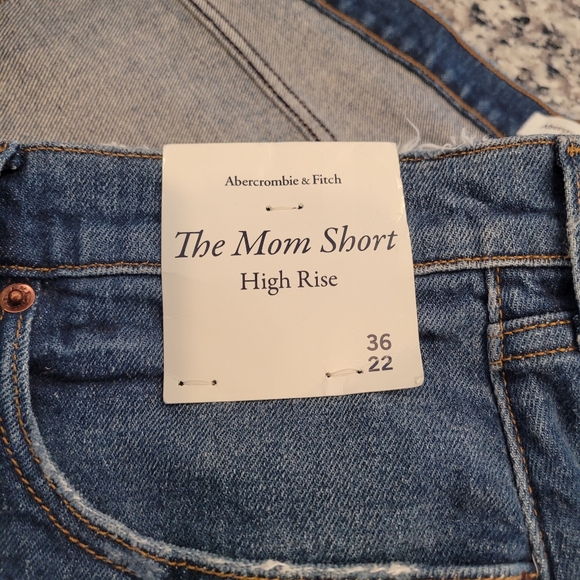 Abercrombie & Fitch
The Mom Short
High Rise
36
22